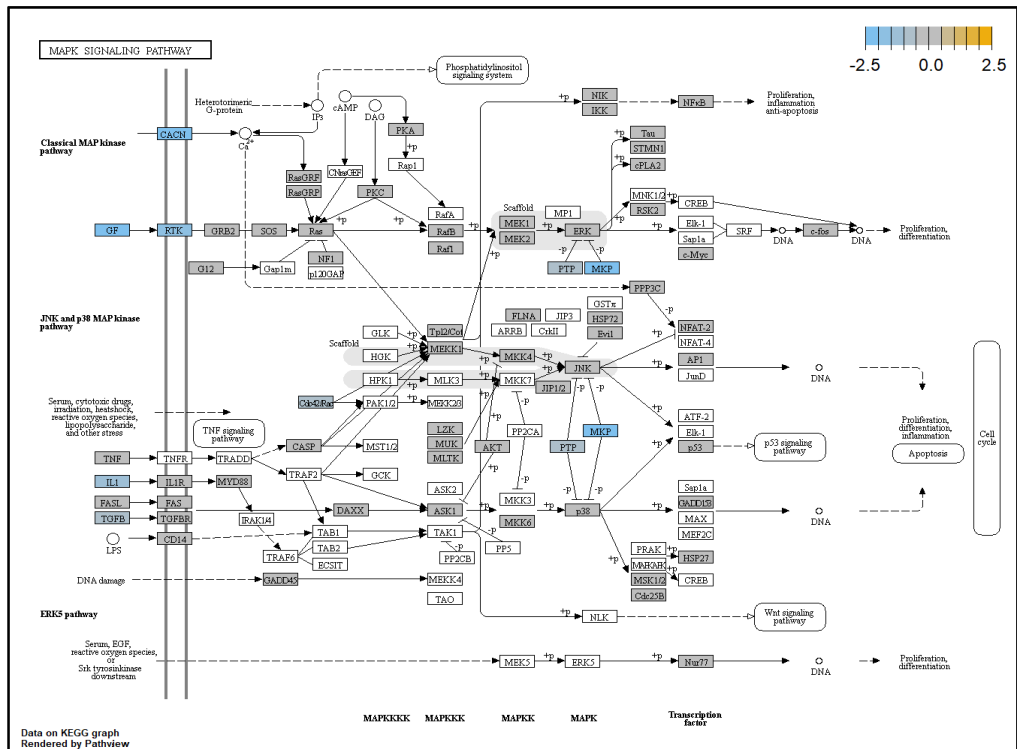 MAPK SIGNALING PATHWAY
-2.5
0.0
2.5
Phosphatidylinositol
signaling system
Heterotorimeric
G-protein
IP3
cAMP
DAG
Ca2+
CACN
Classical MAP kinase
pathway
PKA
Rap1
CNrasGEF
RasGRF
RasGRP
PKC
NIK
IKK
NFκB
Proliferation,
inflammation
anti-apoptosis
Tau
STMN1
cPLA2
MNK1/2
RSK2
CREB
Scaffold
MP1
RafA
RafB
Raf1
MEK1
MEK2
ERK
Elk-1
Sap1a
c-Myc
SRF
DNA
c-fos
DNA
Proliferation,
differentiation
GF
RTK
GRB2
SOS
Ras
G12
Gap1m
NF1
p120GAP
PTP
MKP
PPP3C
JNK and p38 MAP kinase
pathway
GLK
HGK
HPK1
Scaffold
Tpl2/Cot
MEKK1
MLK3
MEKK2/3
PAK1/2
Cdc42/Rac
FLNA
JIP3
ARRB
CrkII
GSTπ
HSP72
Evi1
MKK4
MKK7
JNK
JIP1/2
NFAT-2
NFAT-4
AP1
JunD
DNA
ATF-2
Elk-1
p53
p53 signaling
pathway
Proliferation,
differentiation,
inflammation
Apoptosis
Cell
cycle
Serum, cytotoxic drugs,
irradiation, heatshock,
reactive oxygen species,
lipopolysaccharide,
and other stress
TNF signaling
pathway
LZK
MUK
MLTK
AKT
PP2CA
PTP
MKP
TNF
TNFR
TRADD
CASP
MST1/2
TRAF2
GCK
IL1
IL1R
MYD88
FASL
FAS
TGFB
TGFBR
DAXX
ASK2
ASK1
TAK1
MKK3
MKK6
p38
Sap1a
GADD153
MAX
MEF2C
DNA
LPS
CD14
IRAK1/4
TRAF6
TAB1
TAB2
ECSIT
PP2CB
PP5
PRAK
MAPKAPK
MSK1/2
Cdc25B
HSP27
CREB
DNA damage
GADD45
MEKK4
TAO
NLK
Wnt signaling
pathway
ERK5 pathway
Serum, EGF,
reactive oxygen species,
or
Srk tyrosinkinase
downstream
MEK5
ERK5
Nur77
DNA
Proliferation,
differentiation
MAPKKKK
MAPKKK
MAPKK
MAPK
Transcription
factor
Data on KEGG graph
Rendered by Pathview